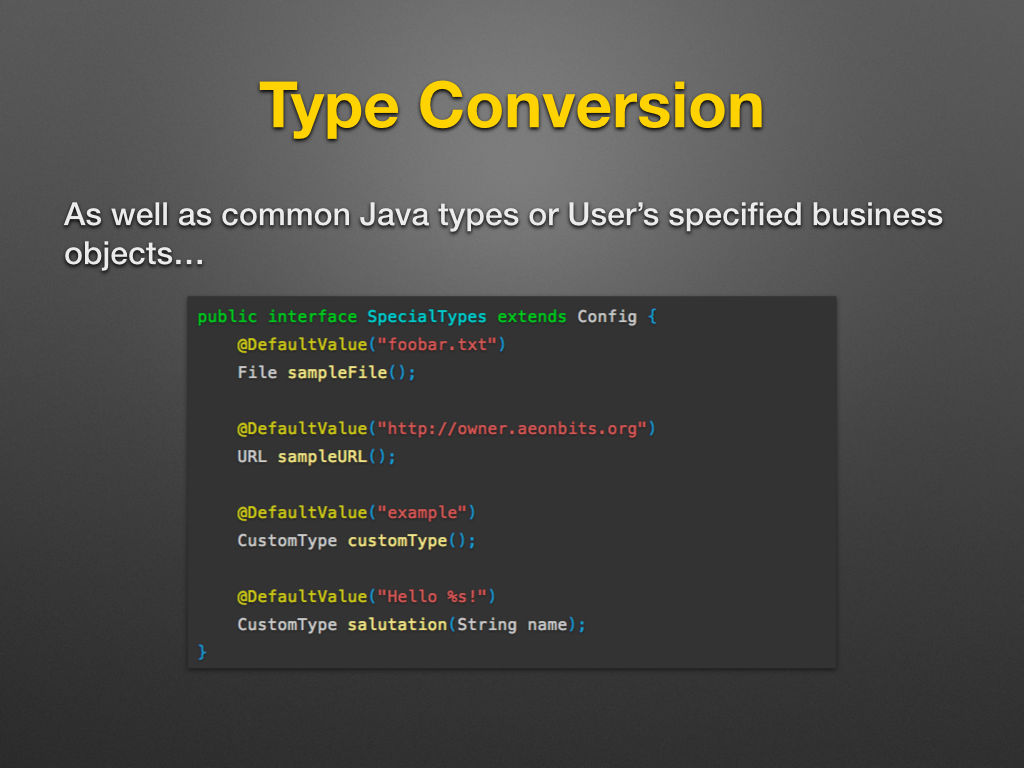 Type Conversion
As well as common Java types or User’s specified business
objects…
public interface SpecialTypes extends Config {
    @DefaultValue("foobar.txt")
    File sampleFile();

    @DefaultValue("http://owner.aeonbits.org")
    URL sampleURL();

    @DefaultValue("example")
    CustomType customType();

    @DefaultValue("Hello %s!")
    CustomType salutation(String name);
}